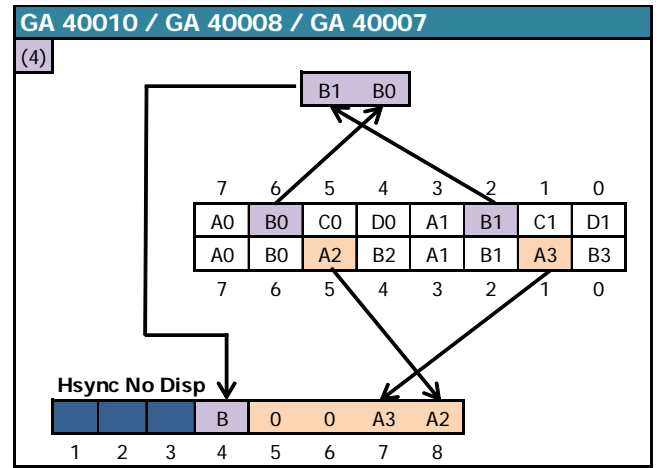 GA 40010 / GA 40008 / GA 40007
(4)
B1 B0
7 6 5 4 3 2 1 0
A0 B0 C0 D0 A1 B1 C1 D1
A0 B0 A2 B2 A1 B1 A3 B3
7 6 5 4 3 2 1 0
Hsync No Disp
B 0 0 A3 A2
1 2 3 4 5 6 7 8